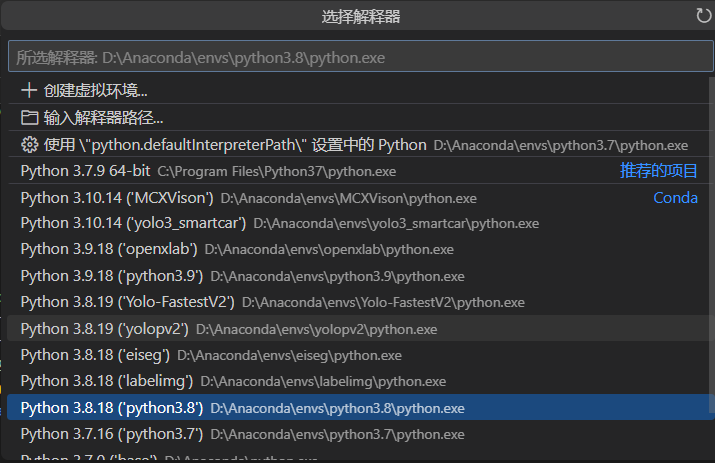 选择解释器
所选解释器: D:\Anaconda\envs\python3.8\python.exe
创建虚拟环境...
输入解释器路径...
使用 \"python.defaultInterpreterPath\" 设置中的 Python D:\Anaconda\envs\python3.7\python.exe
Python 3.7.9 64-bit C:\Program Files\Python37\python.exe 推荐的项目
Python 3.10.14 ('MCXVison') D:\Anaconda\envs\MCXVison\python.exe Conda
Python 3.10.14 ('yolo3_smartcar') D:\Anaconda\envs\yolo3_smartcar\python.exe
Python 3.9.18 ('openxlab') D:\Anaconda\envs\openxlab\python.exe
Python 3.9.18 ('python3.9') D:\Anaconda\envs\python3.9\python.exe
Python 3.8.19 ('Yolo-FastestV2') D:\Anaconda\envs\Yolo-FastestV2\python.exe
Python 3.8.19 ('yolopv2') D:\Anaconda\envs\yolopv2\python.exe
Python 3.8.18 ('eiseg') D:\Anaconda\envs\eiseg\python.exe
Python 3.8.18 ('labelimg') D:\Anaconda\envs\labelimg\python.exe
Python 3.8.18 ('python3.8') D:\Anaconda\envs\python3.8\python.exe
Python 3.7.16 ('python3.7') D:\Anaconda\envs\python3.7\python.exe
Python 3.7.0 ('base') D:\Anaconda\python.exe